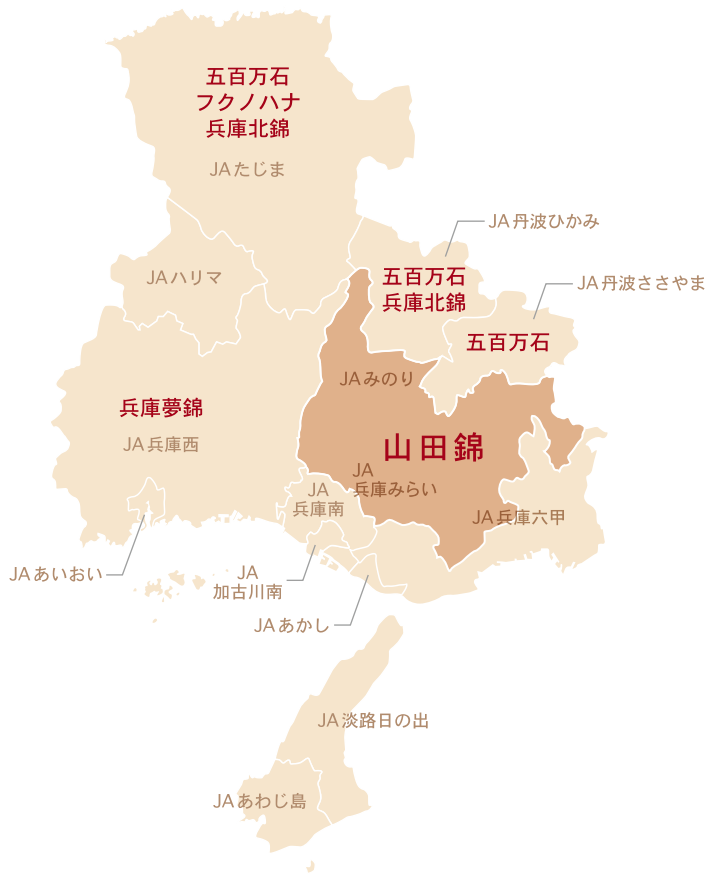 五百万石
フクノハナ
兵庫北錦
JAたじま
JA丹波ひかみ
五百万石
兵庫北錦
JAハリマ
JA丹波ささやま
五百万石
JAみのり
兵庫夢錦
JA兵庫西
山田錦
JA
兵庫みらい
JA
兵庫南
JA兵庫六甲
JAあいおい
JA
加古川南
JAあかし
JA淡路日の出
JAあわじ島